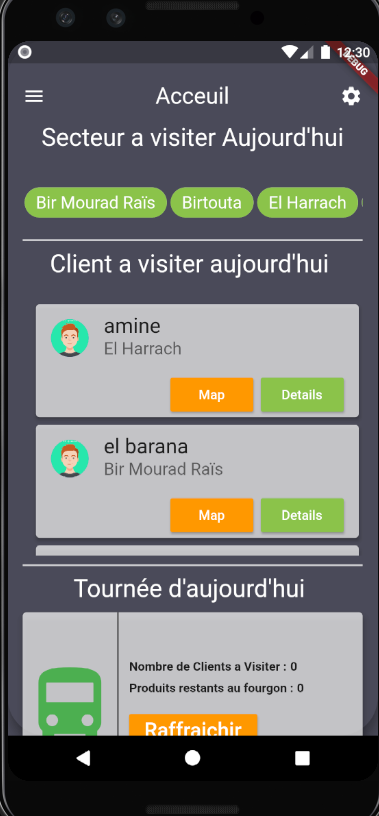 12:30
DEBUG
Acceuil
Secteur a visiter Aujourd'hui
Bir Mourad Raïs Birtouta El Harrach
Client a visiter aujourd'hui
amine
El Harrach
Map Details
el barana
Bir Mourad Raïs
Map Details
Tournée d'aujourd'hui
Nombre de Clients a Visiter : 0
Produits restants au fourgon : 0
Raffraichir